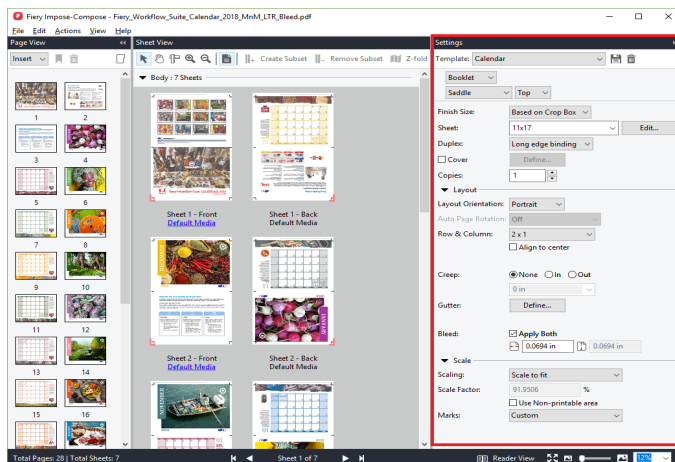 Fiery Impose-Compose - Fiery_Workflow_Suite_Calendar_2018_MnM_LTR_Bleed.pdf
File Edit Actions View Help
Page View
Sheet View
Settings
Insert
Create Subset
Remove Subset
Z-fold
Template: Calendar
Body : 7 Sheets
Booklet
Saddle Top
1 2
3 4
5 6
7 8
9 10
11 12
13 14
15 16
Sheet 1 - Front
Default Media
Sheet 1 - Back
Default Media
DECEMBER
JANUARY
Sheet 2 - Front
Default Media
Sheet 2 - Back
Default Media
NOVEMBER
Finish Size: Based on Crop Box
Sheet: 11x17 Edit...
Duplex: Long edge binding
Cover Define...
Copies: 1
Layout
Layout Orientation: Portrait
Auto Page Rotation: Off
Row & Column: 2 x 1
Align to center
Creep: None In Out
0 in
Gutter: Define...
Bleed: Apply Both
0.0694 in 0.0694 in
Scale
Scaling: Scale to fit
Scale Factor: 91.9506 %
Use Non-printable area
Marks: Custom
Total Pages: 28 | Total Sheets: 7
Sheet 1 of 7
Reader View
12%